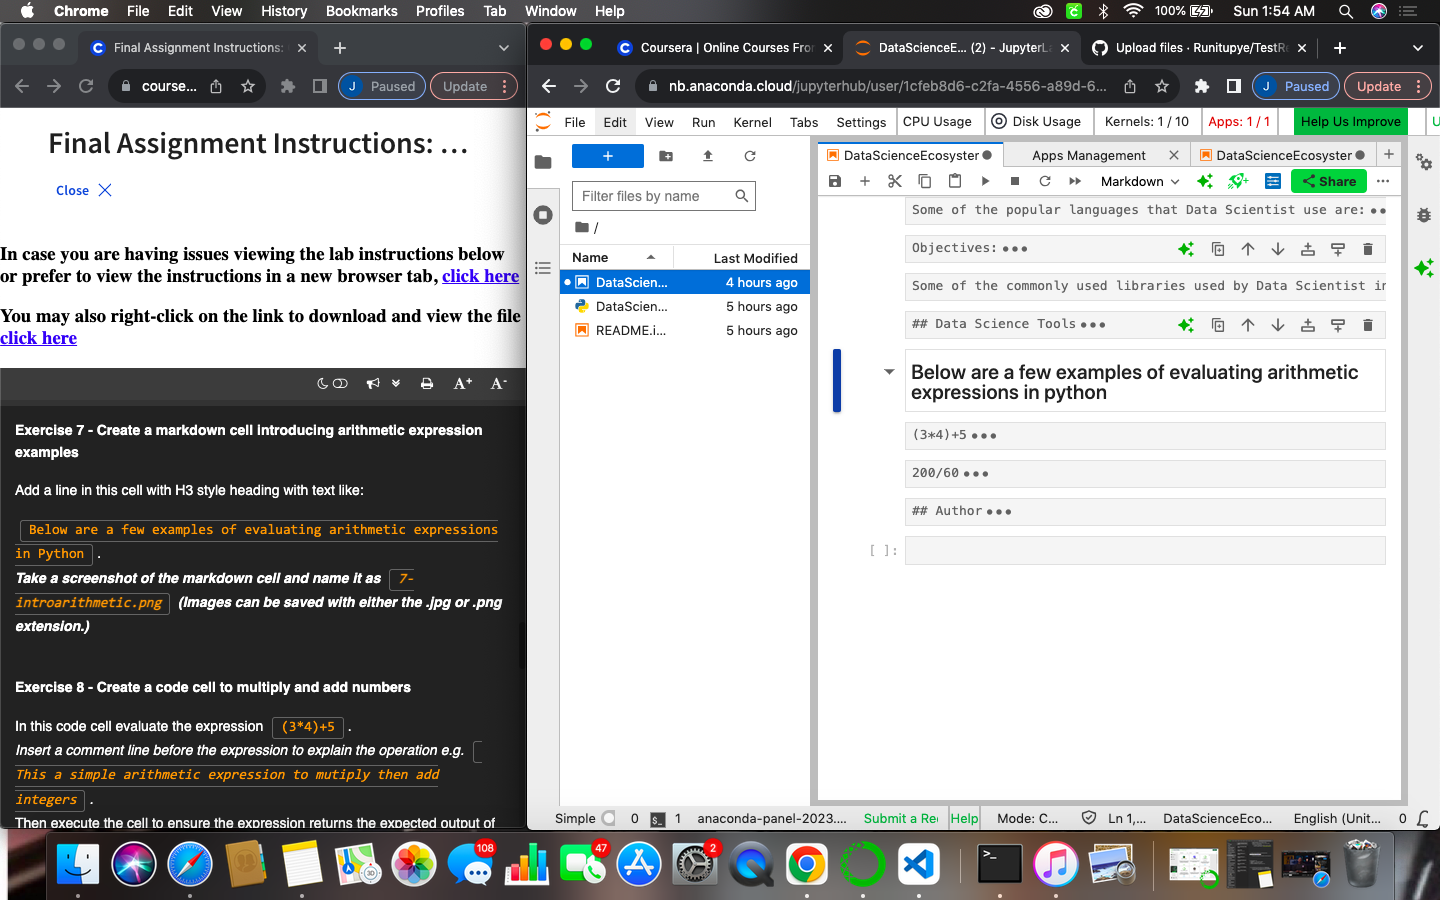 Chrome File Edit View History Bookmarks Profiles Tab Window Help 100% Sun 1:54 AM
Final Assignment Instructions:
Coursera | Online Courses Fro
DataScienceE... (2) - JupyterL
Upload files · Runitupye/TestR
course...
J Paused
Update
nb.anaconda.cloud/jupyterhub/user/1cfeb8d6-c2fa-4556-a89d-6...
J Paused
Update
Final Assignment Instructions: ...
Close
In case you are having issues viewing the lab instructions below
or prefer to view the instructions in a new browser tab, click here
You may also right-click on the link to download and view the file
click here
A+ A-
Exercise 7 - Create a markdown cell introducing arithmetic expression
examples
Add a line in this cell with H3 style heading with text like:
Below are a few examples of evaluating arithmetic expressions
in Python .
Take a screenshot of the markdown cell and name it as 7-
introarithmetic.png (Images can be saved with either the .jpg or .png
extension.)
Exercise 8 - Create a code cell to multiply and add numbers
In this code cell evaluate the expression (3*4)+5 .
Insert a comment line before the expression to explain the operation e.g.
This a simple arithmetic expression to mutiply then add
integers .
Then execute the cell to ensure the expression returns the expected output of
File Edit View Run Kernel Tabs Settings CPU Usage Disk Usage Kernels: 1 / 10 Apps: 1 / 1 Help Us Improve U
Filter files by name
/
Name Last Modified
DataScien... 4 hours ago
DataScien... 5 hours ago
README.i... 5 hours ago
DataScienceEcosyster
Apps Management
DataScienceEcosyster
Markdown
Share
Some of the popular languages that Data Scientist use are:
Objectives:
Some of the commonly used libraries used by Data Scientist in
## Data Science Tools
Below are a few examples of evaluating arithmetic
expressions in python
(3*4)+5
200/60
## Author
[ ]:
Simple 0 1 anaconda-panel-2023.... Submit a Re Help Mode: C... Ln 1,... DataScienceEco... English (Unit... 0
108
47
2
30